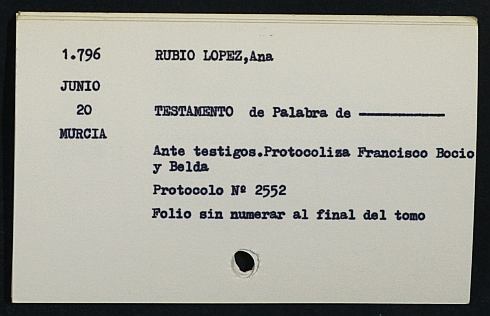 1.796 RUBIO LOPEZ,Ana
JUNIO
20 TESTAMENTO de Palabra de ―――――――
MURCIA
Ante testigos.Protocoliza Francisco Bocio
y Belda
Protocolo Nº 2552
Folio sin numerar al final del tomo